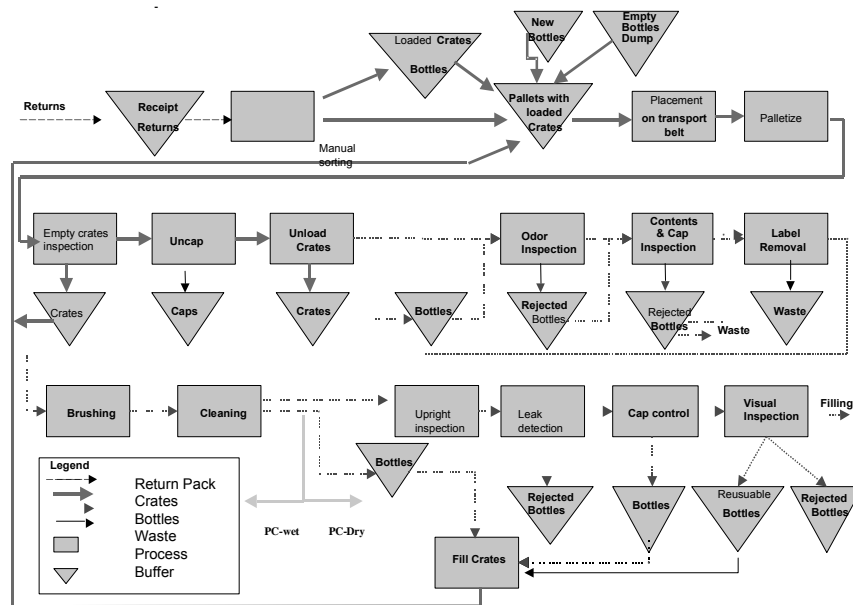 Loaded Crates
Bottles
New
Bottles
Empty
Bottles
Dump
Returns
Receipt
Returns
Pallets with
loaded
Crates
Placement
on transport
belt
Palletize
Manual
sorting
Empty crates
inspection
Uncap
Unload
Crates
Odor
Inspection
Contents
& Cap
Inspection
Label
Removal
Crates
Caps
Crates
Bottles
Rejected
Bottles
Rejected
Bottles
Waste
Waste
Brushing
Cleaning
Upright
inspection
Leak
detection
Cap control
Visual
Inspection
Filling
Bottles
Rejected
Bottles
Bottles
Reusuable
Bottles
Rejected
Bottles
Legend
Return Pack
Crates
Bottles
Waste
Process
Buffer
PC-wet
PC-Dry
Fill Crates